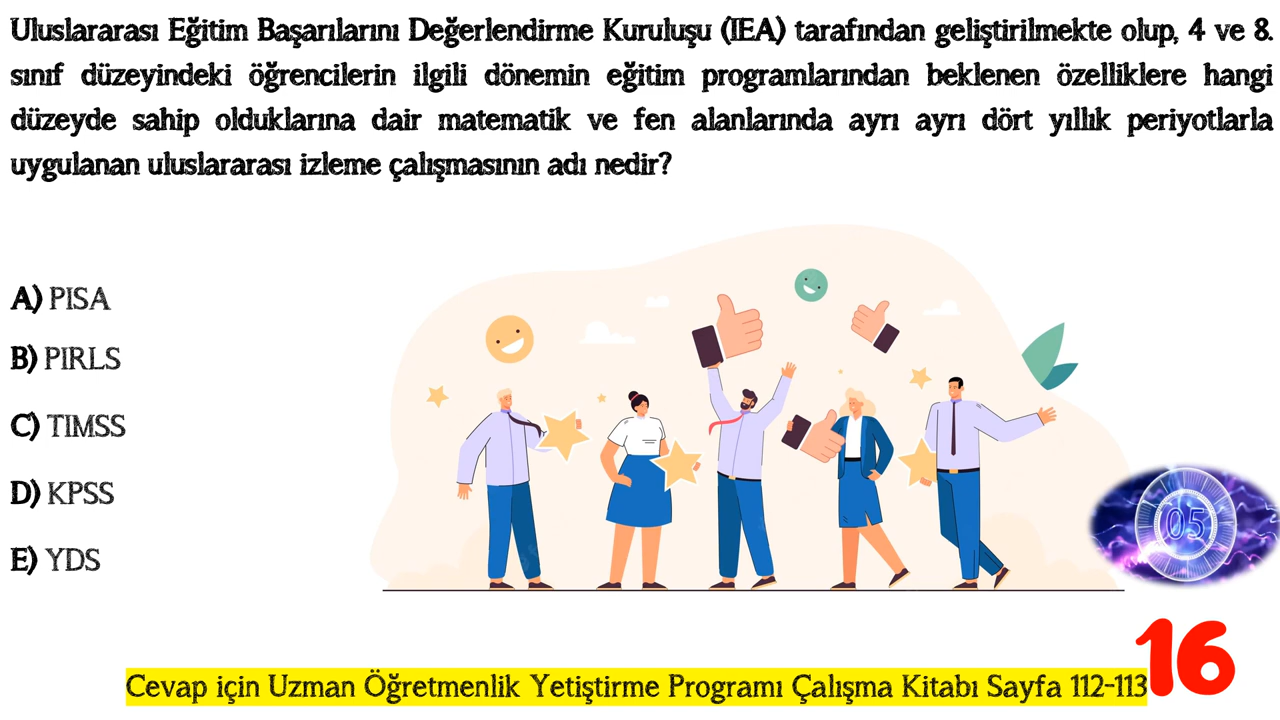 Uluslararası Eğitim Başarılarını Değerlendirme Kuruluşu (IEA) tarafından geliştirilmekte olup, 4 ve 8.
sınıf düzeyindeki öğrencilerin ilgili dönemin eğitim programlarından beklenen özelliklere hangi
düzeyde sahip olduklarına dair matematik ve fen alanlarında ayrı ayrı dört yıllık periyotlarla
uygulanan uluslararası izleme çalışmasının adı nedir?
A) PISA
B) PIRLS
C) TIMSS
D) KPSS
E) YDS
05
16
Cevap için Uzman Öğretmenlik Yetiştirme Programı Çalışma Kitabı Sayfa 112-113